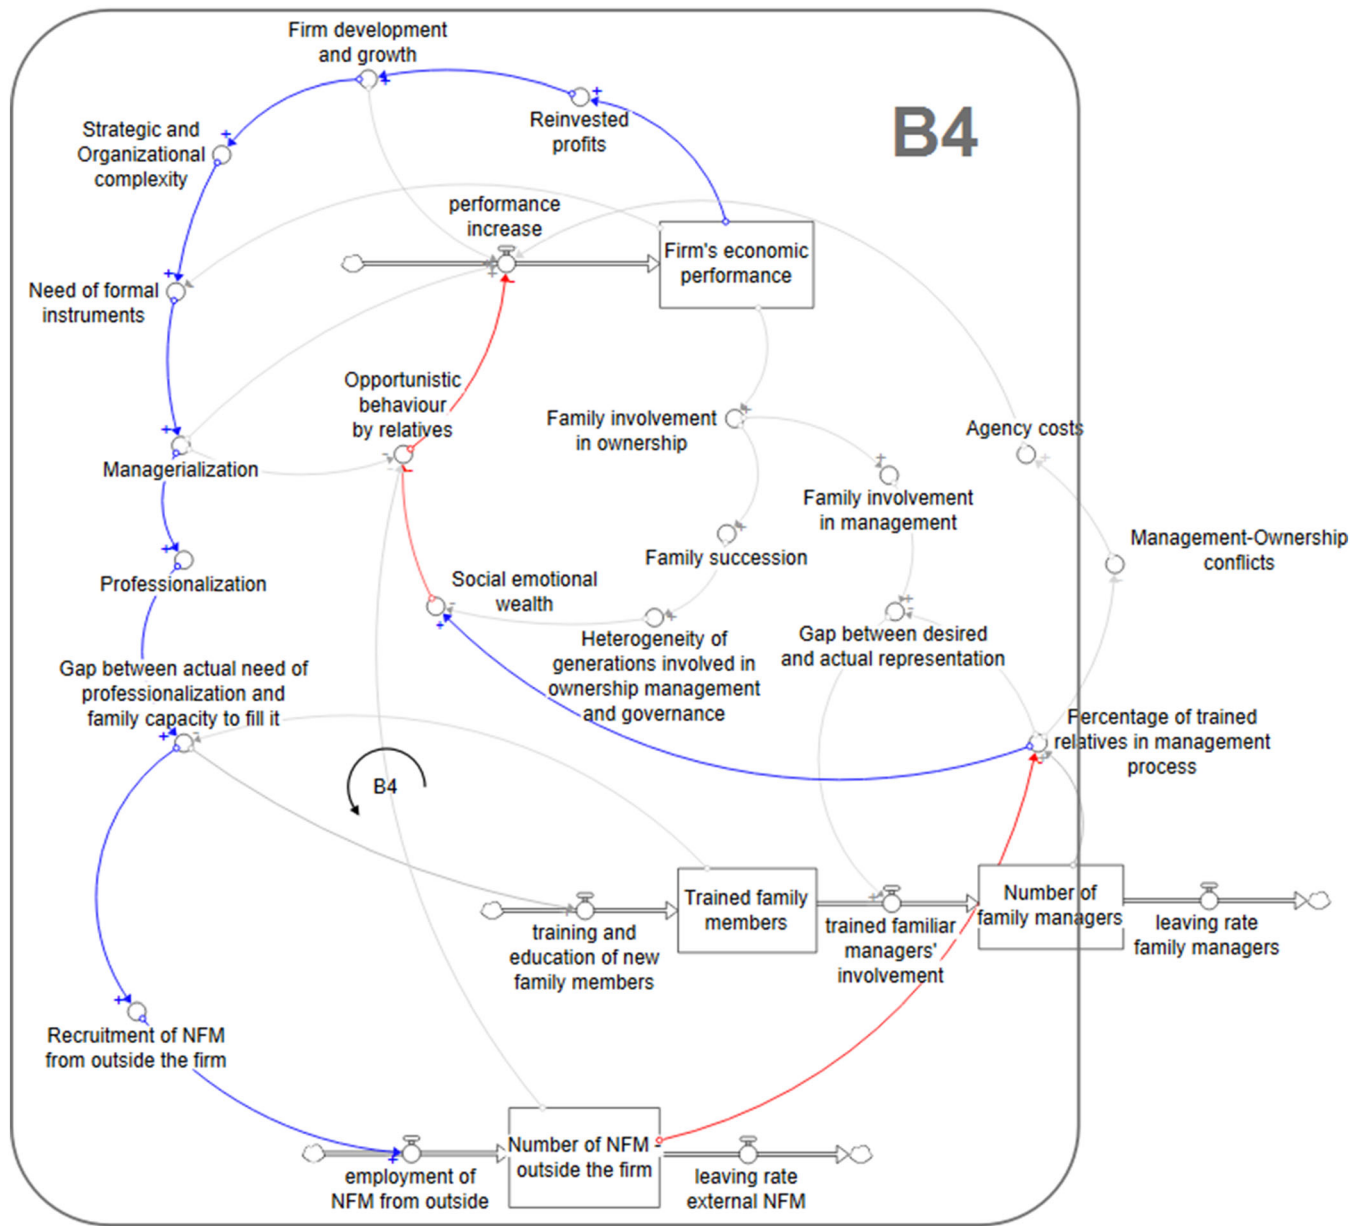 Firm development
and growth
B4
Reinvested
profits
Strategic and
Organizational
complexity
performance
increase
Firm's economic
performance
Need of formal
instruments
Opportunistic
behaviour
by relatives
Family involvement
in ownership
Agency costs
Managerialization
Family involvement
in management
Management-Ownership
conflicts
Family succession
Professionalization
Social emotional
wealth
Heterogeneity of
generations involved in
ownership management
and governance
Gap between desired
and actual representation
Gap between actual need of
professionalization and
family capacity to fill it
Percentage of trained
relatives in management
process
B4
Trained family
members
Number of
family managers
training and
education of new
family members
trained familiar
managers'
involvement
leaving rate
family managers
Recruitment of NFM
from outside the firm
Number of NFM
outside the firm
employment of
NFM from outside
leaving rate
external NFM